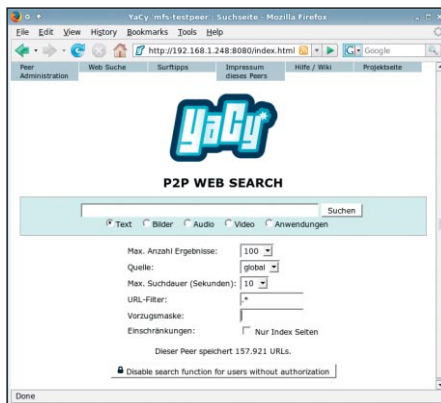 YaCy 'mfs-testpeer': Suchseite - Mozilla Firefox
File Edit View History Bookmarks Tools Help
http://192.168.1.248:8080/index.html Google
Peer Administration Web Suche Surftipps Impressum dieses Peers Hilfe / Wiki Projektseite
YaCy
P2P WEB SEARCH
Suchen
Text Bilder Audio Video Anwendungen
Max. Anzahl Ergebnisse: 100
Quelle: global
Max. Suchdauer (Sekunden): 10
URL-Filter: .*
Vorzugsmaske:
Einschränkungen: Nur Index Seiten
Dieser Peer speichert 157.921 URLs.
Disable search function for users without authorization
Done